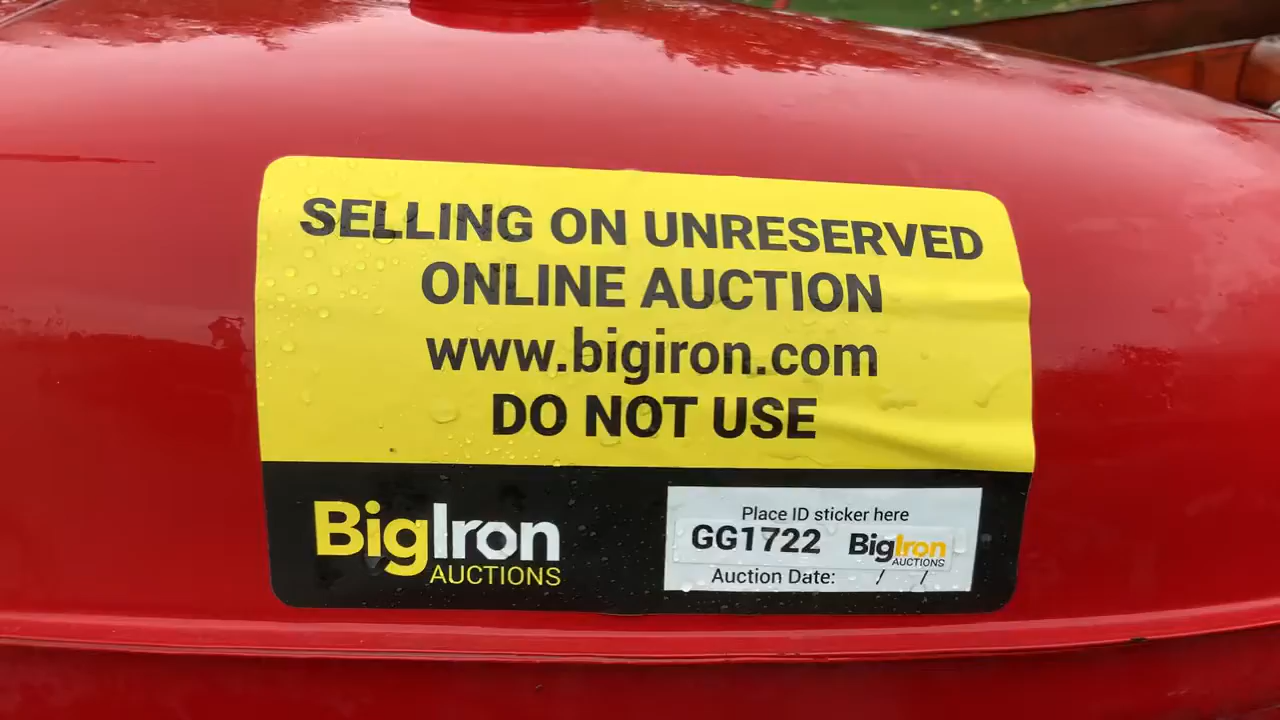 SELLING ON UNRESERVED
ONLINE AUCTION
www.bigiron.com
DO NOT USE
BigIron
AUCTIONS
Place ID sticker here
GG1722 BigIron
AUCTIONS
Auction Date: / /